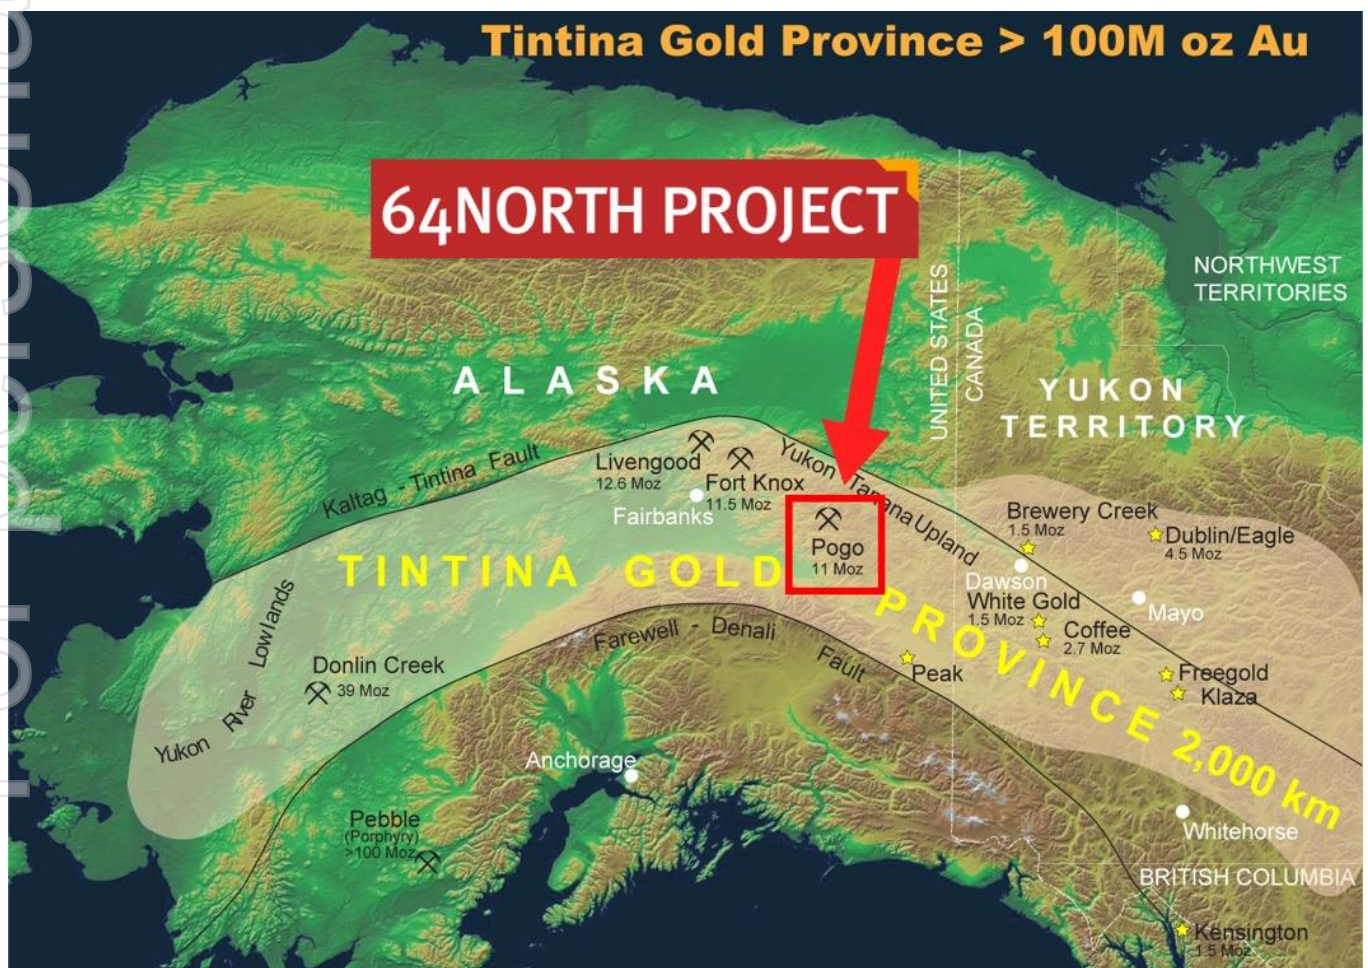 Tintina Gold Province > 100M oz Au
64NORTH PROJECT
NORTHWEST
TERRITORIES
UNITED STATES
CANADA
ALASKA
YUKON
TERRITORY
Kaltag - Tintina Fault
Livengood
12.6 Moz
Fort Knox
11.5 Moz
Fairbanks
Yukon - Tanana Upland
Pogo
11 Moz
Brewery Creek
1.5 Moz
Dublin/Eagle
4.5 Moz
Dawson
Mayo
White Gold
1.5 Moz
Coffee
2.7 Moz
TINTINA GOLD PROVINCE 2,000 km
Yukon River Lowlands
Farewell - Denali Fault
Donlin Creek
39 Moz
Peak
Freegold
Klaza
Anchorage
Pebble
(Porphyry)
>100 Moz
Whitehorse
BRITISH COLUMBIA
Kensington
1.5 Moz